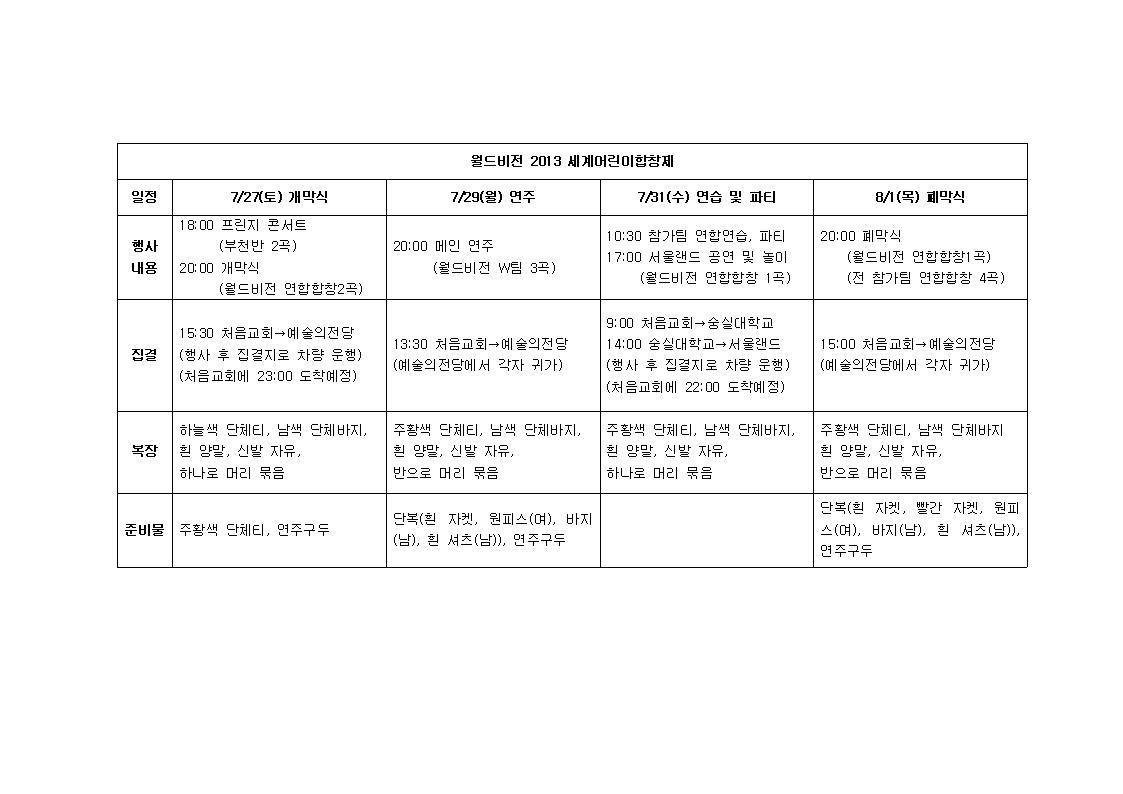 월드비전 2013 세계어린이합창제
일정
7/27(토) 개막식
7/29(월) 연주
7/31(수) 연습 및 파티
8/1(목) 폐막식
행사
내용
18:00 프린지 콘서트
(부천반 2곡)
20:00 개막식
(월드비전 연합합창2곡)
20:00 메인 연주
(월드비전 W팀 3곡)
10:30 참가팀 연합연습, 파티
17:00 서울랜드 공연 및 놀이
(월드비전 연합합창 1곡)
20:00 폐막식
(월드비전 연합합창1곡)
(전 참가팀 연합합창 4곡)
집결
15:30 처음교회→예술의전당
(행사 후 집결지로 차량 운행)
(처음교회에 23:00 도착예정)
13:30 처음교회→예술의전당
(예술의전당에서 각자 귀가)
9:00 처음교회→숭실대학교
14:00 숭실대학교→서울랜드
(행사 후 집결지로 차량 운행)
(처음교회에 22:00 도착예정)
15:00 처음교회→예술의전당
(예술의전당에서 각자 귀가)
복장
하늘색 단체티, 남색 단체바지,
흰 양말, 신발 자유,
하나로 머리 묶음
주황색 단체티, 남색 단체바지,
흰 양말, 신발 자유,
반으로 머리 묶음
주황색 단체티, 남색 단체바지,
흰 양말, 신발 자유,
하나로 머리 묶음
주황색 단체티, 남색 단체바지
흰 양말, 신발 자유,
반으로 머리 묶음
준비물
주황색 단체티, 연주구두
단복(흰 자켓, 원피스(여), 바지
(남), 흰 셔츠(남)), 연주구두
단복(흰 자켓, 빨간 자켓, 원피
스(여), 바지(남), 흰 셔츠(남)),
연주구두